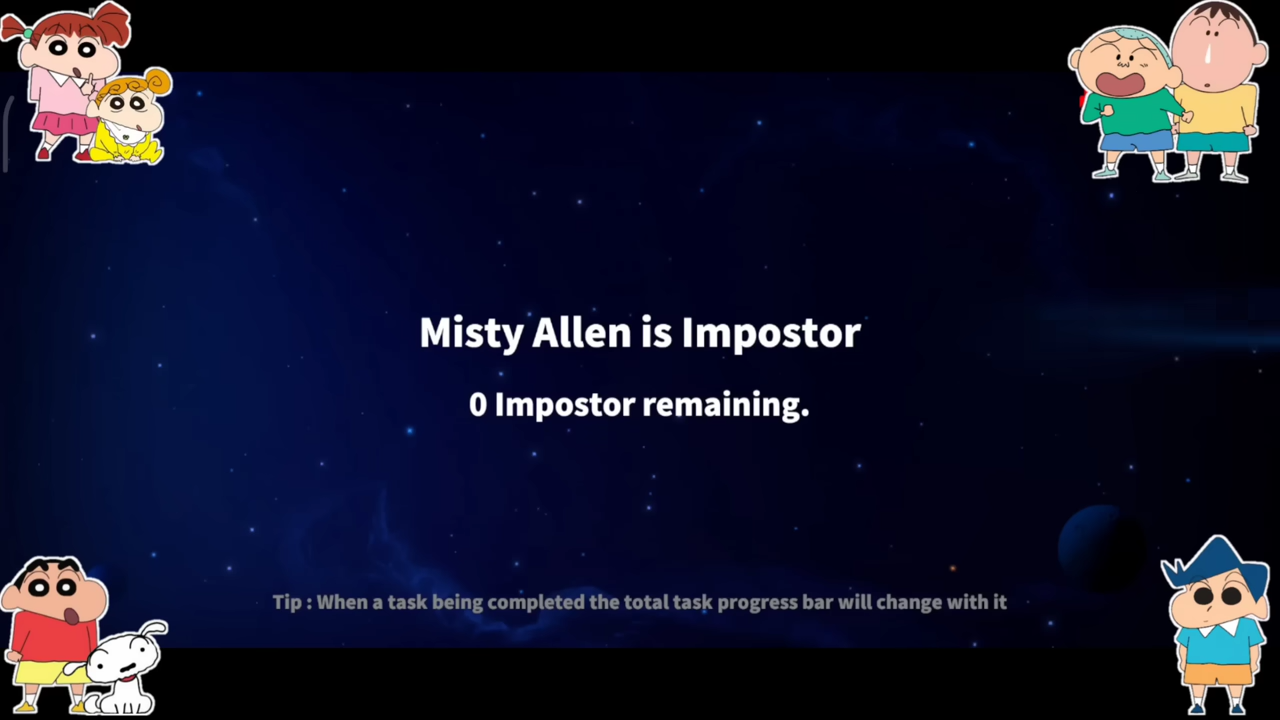 Misty Allen is Impostor
0 Impostor remaining.
Tip : When a task being completed the total task progress bar will change with it